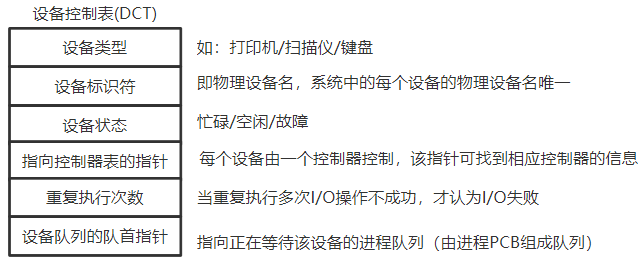 设备控制表(DCT)
设备类型 如：打印机/扫描仪/键盘
设备标识符 即物理设备名，系统中的每个设备的物理设备名唯一
设备状态 忙碌/空闲/故障
指向控制器表的指针 每个设备由一个控制器控制，该指针可找到相应控制器的信息
重复执行次数 当重复执行多次I/O操作不成功，才认为I/O失败
设备队列的队首指针 指向正在等待该设备的进程队列（由进程PCB组成队列）